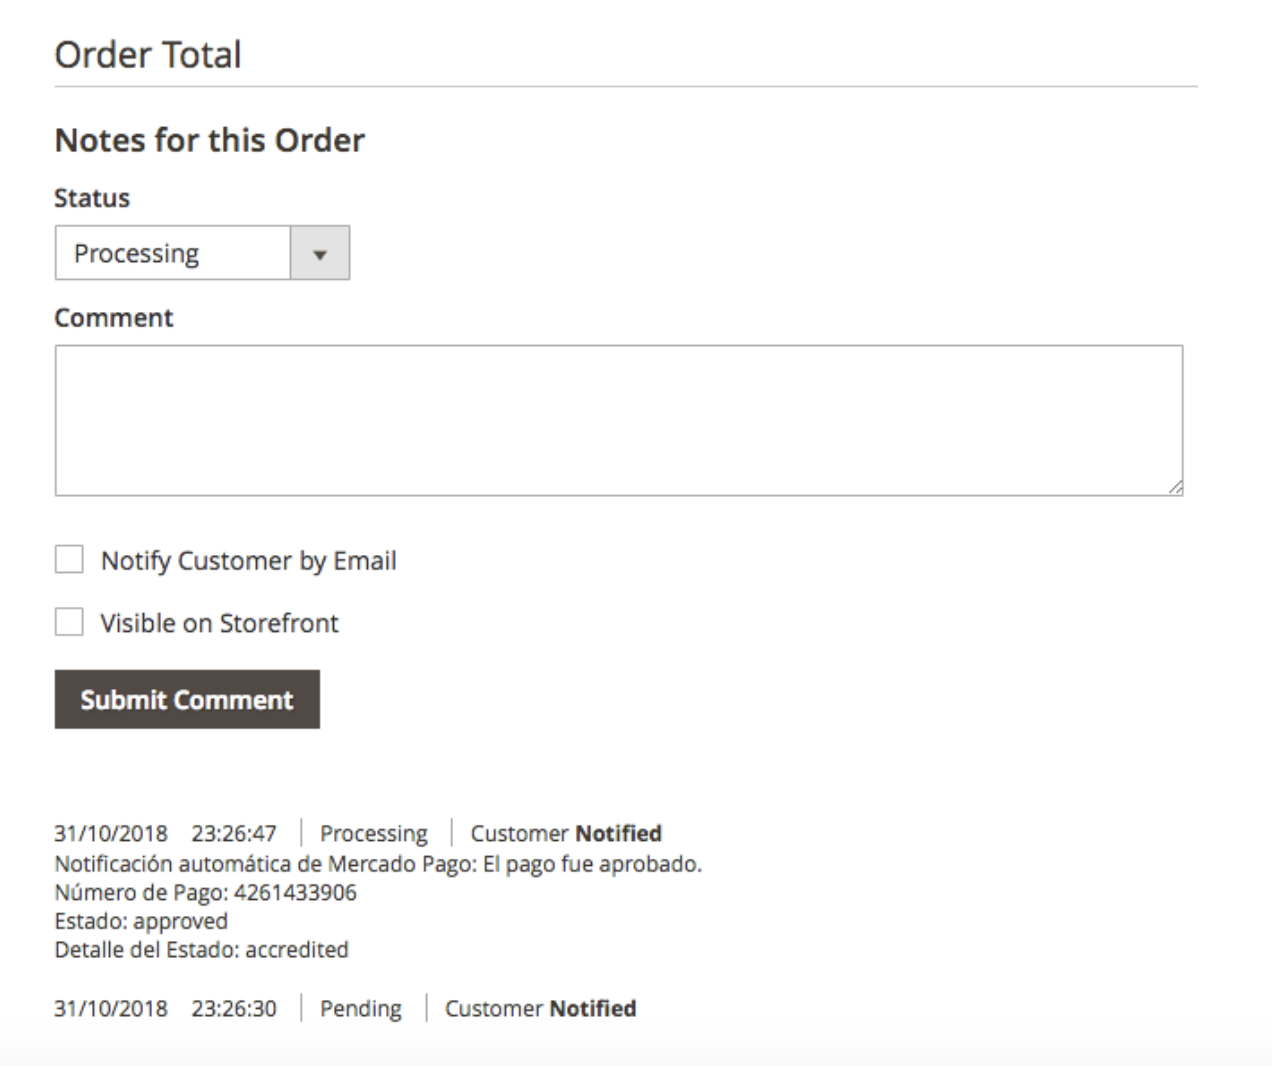 Order Total
Notes for this Order
Status
Processing
Comment
Notify Customer by Email
Visible on Storefront
Submit Comment
31/10/2018 23:26:47 Processing Customer Notified
Notificación automática de Mercado Pago: El pago fue aprobado.
Número de Pago: 4261433906
Estado: approved
Detalle del Estado: accredited
31/10/2018 23:26:30 Pending Customer Notified